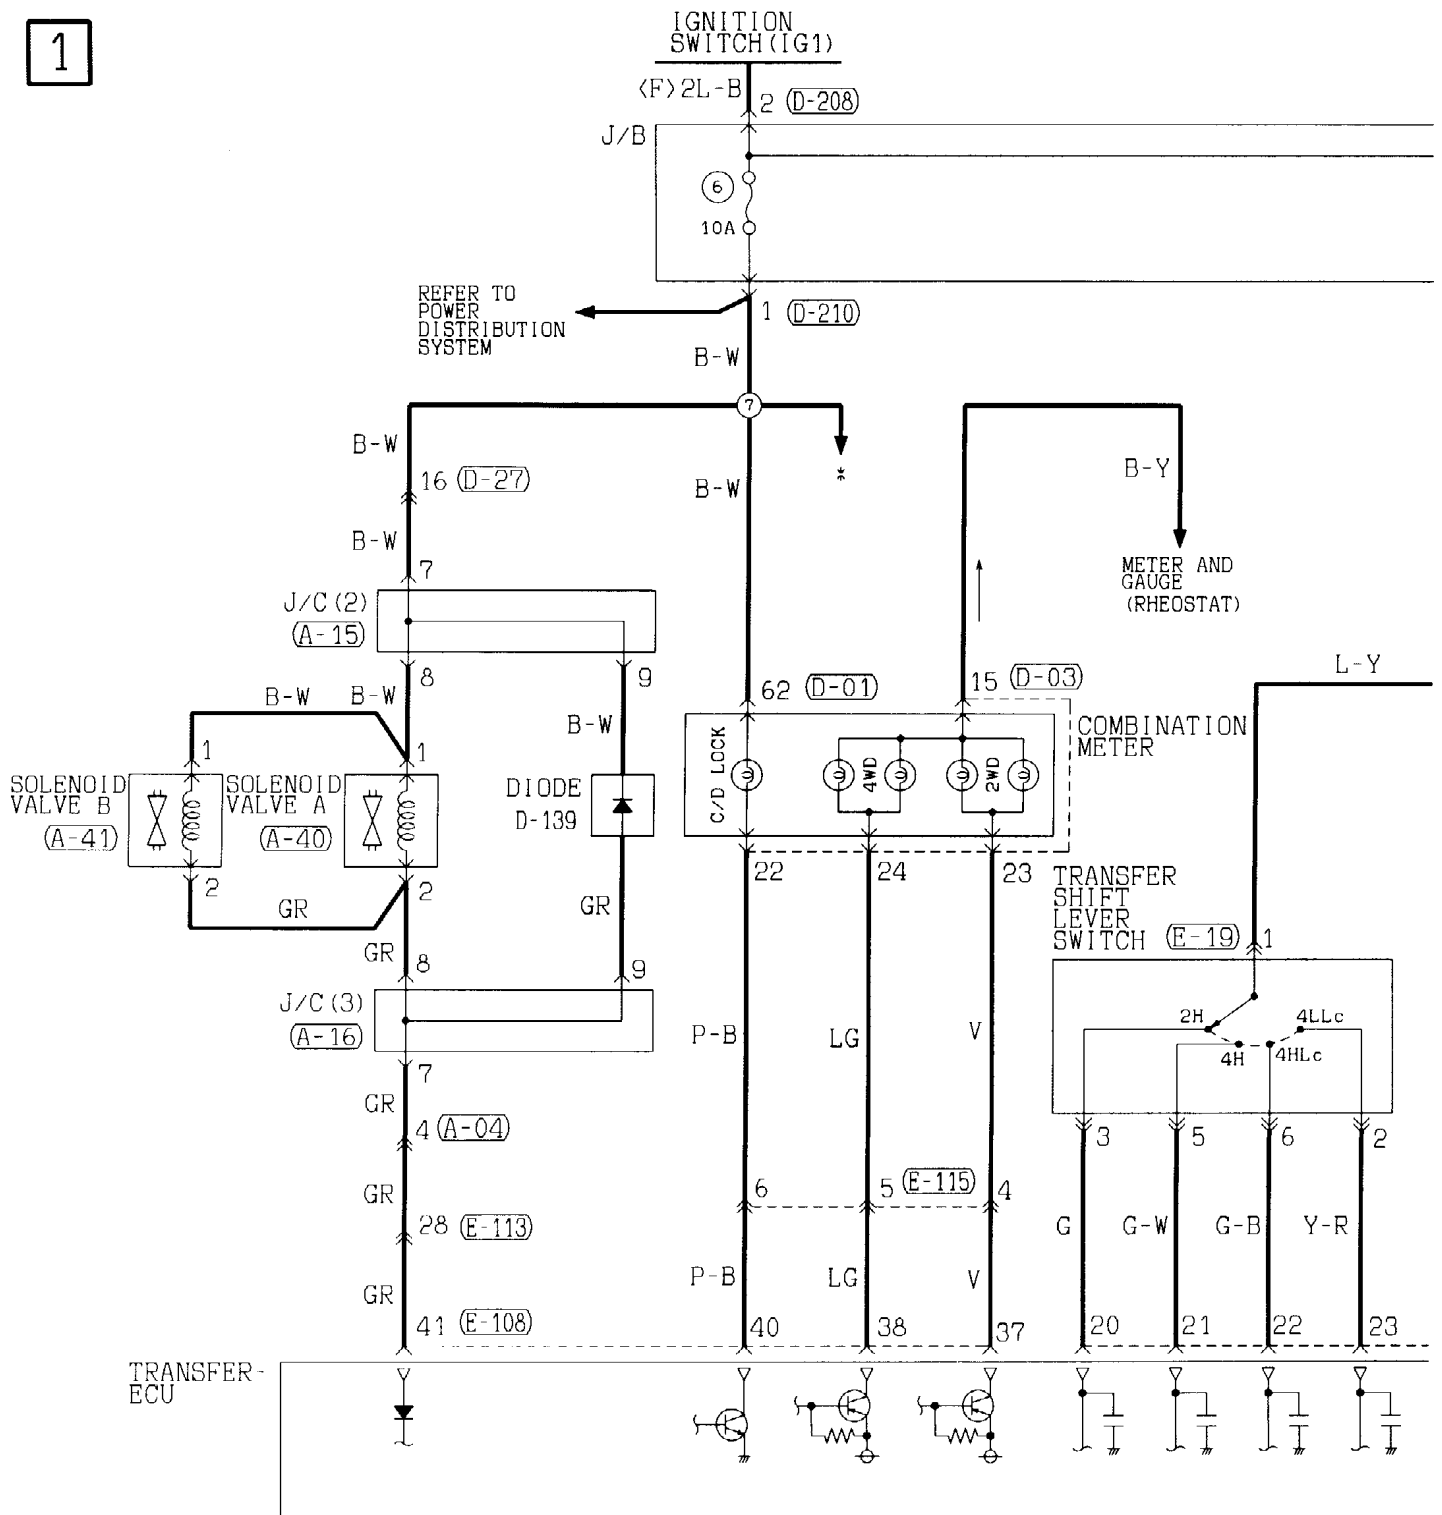 1
IGNITION
SWITCH(IG1)
<F>2L-B
2 (D-208)
J/B
6
10A
REFER TO
POWER
DISTRIBUTION
SYSTEM
1 (D-210)
B-W
7
B-W
16 (D-27)
B-W
*
B-Y
B-W
7
METER AND
GAUGE
(RHEOSTAT)
J/C(2)
(A-15)
8
9
62 (D-01)
15 (D-03)
L-Y
B-W
B-W
B-W
COMBINATION
METER
C/D LOCK
4WD
2WD
1
1
SOLENOID
VALVE B
(A-41)
SOLENOID
VALVE A
(A-40)
DIODE
D-139
2
2
22
24
23
GR
GR
TRANSFER
SHIFT
LEVER
SWITCH (E-19)
1
GR
8
9
J/C(3)
(A-16)
P-B
LG
V
2H
4H
4HLc
4LLc
7
GR
4 (A-04)
3
5
6
2
GR
6
5 (E-115)
4
28 (E-113)
G
G-W
G-B
Y-R
GR
P-B
LG
V
41 (E-108)
40
38
37
20
21
22
23
TRANSFER-
ECU